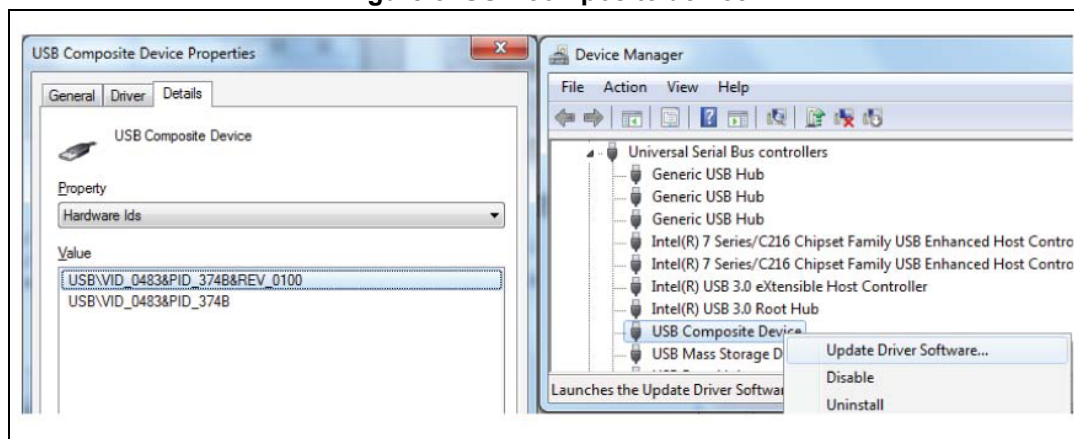 USB Composite Device Properties
General Driver Details
USB Composite Device
Property
Hardware Ids
Value
USB\VID_0483&PID_374B&REV_0100
USB\VID_0483&PID_374B
Device Manager
File Action View Help
Universal Serial Bus controllers
Generic USB Hub
Generic USB Hub
Generic USB Hub
Intel(R) 7 Series/C216 Chipset Family USB Enhanced Host Contro
Intel(R) 7 Series/C216 Chipset Family USB Enhanced Host Contro
Intel(R) USB 3.0 eXtensible Host Controller
Intel(R) USB 3.0 Root Hub
USB Composite Device
USB Mass Storage D
Launches the Update Driver Softwar
Update Driver Software...
Disable
Uninstall